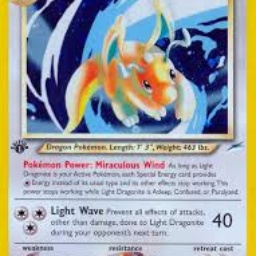 Dragon Pokémon. Length: 7' 3", Weight: 463 lbs.
Pokémon Power: Miraculous Wind As long as Light
Dragonite is your Active Pokémon, each Special Energy card provides
Energy instead of its usual type and its other effects stop working. This
power stops working while Light Dragonite is Asleep, Confused, or Paralyzed.
Light Wave Prevent all effects of attacks,
other than damage, done to Light Dragonite
during your opponent's next turn.
40
weakness resistance retreat cost